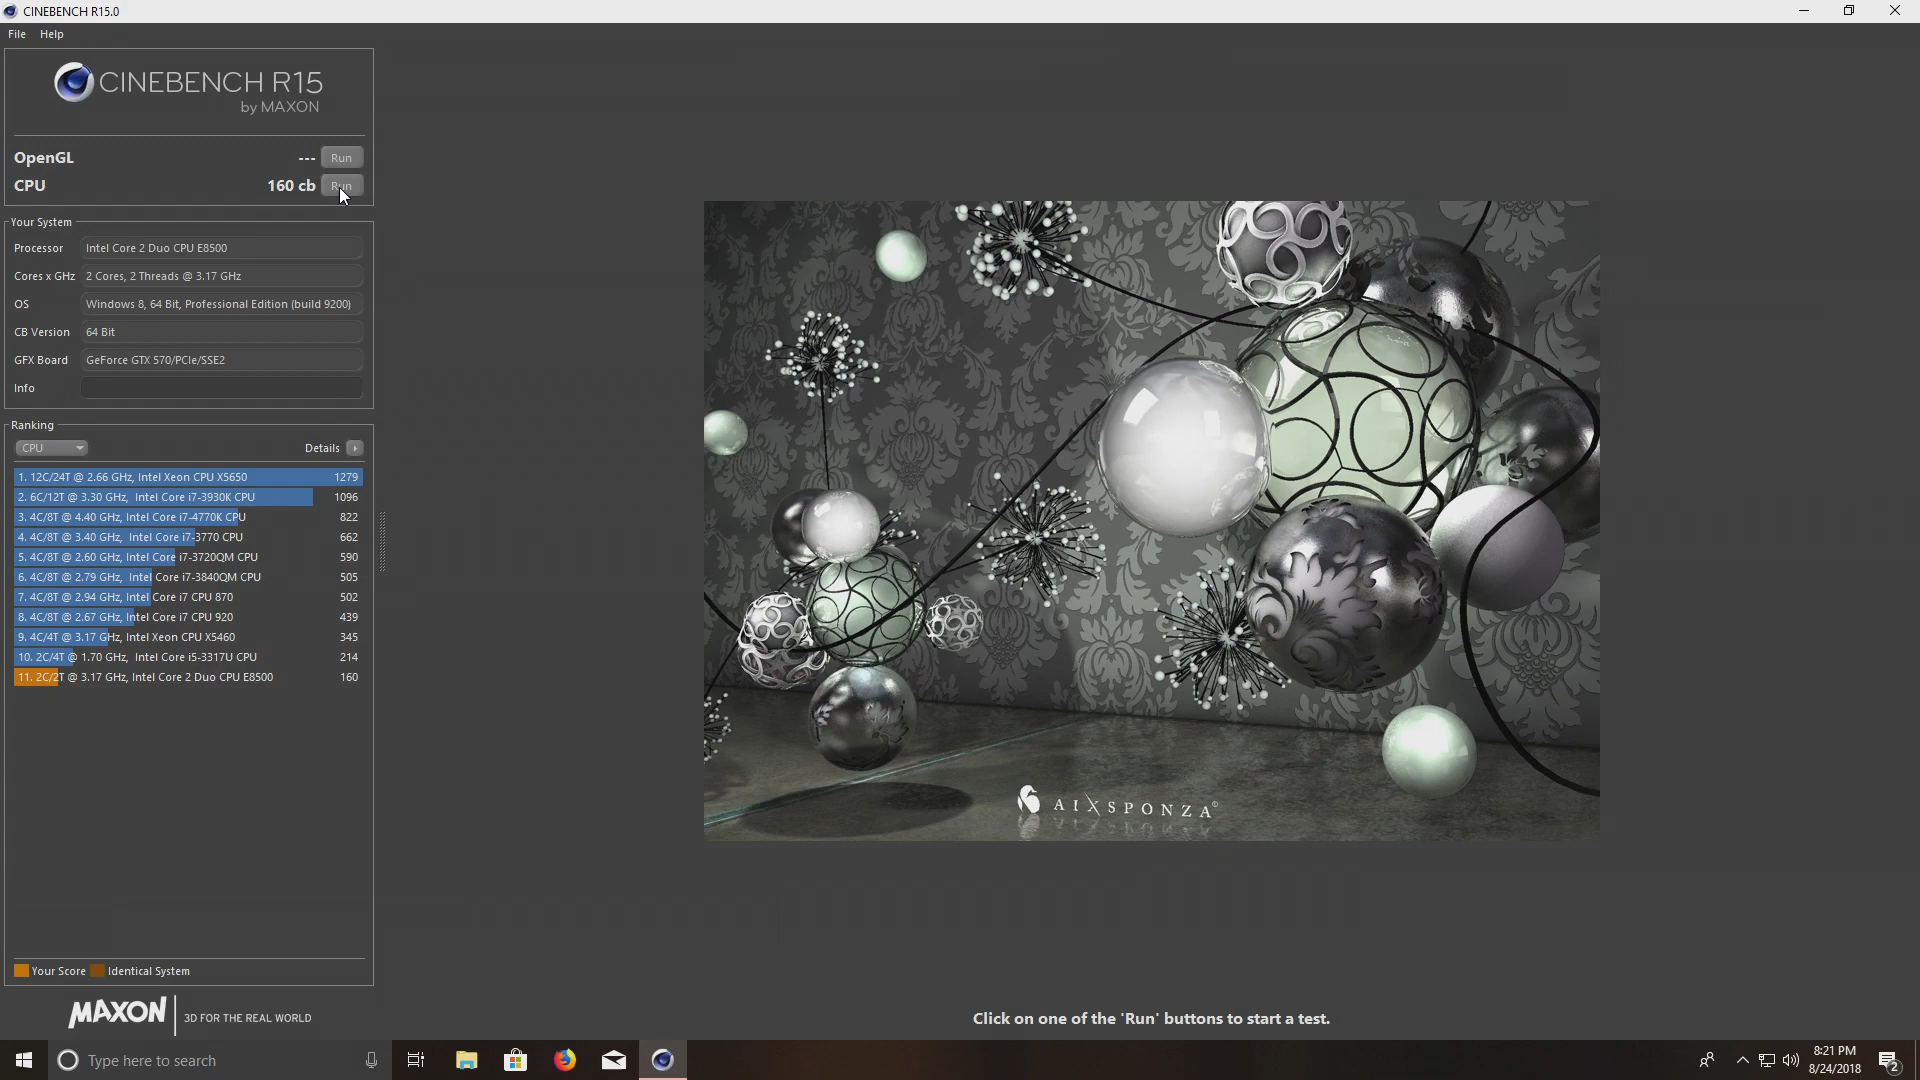 CINEBENCH R15.0
File Help
CINEBENCH R15
by MAXON
OpenGL --- Run
CPU 160 cb Run
Your System
Processor Intel Core 2 Duo CPU E8500
Cores x GHz 2 Cores, 2 Threads @ 3.17 GHz
OS Windows 8, 64 Bit, Professional Edition (build 9200)
CB Version 64 Bit
GFX Board GeForce GTX 570/PCIe/SSE2
Info
Ranking
CPU Details
1. 12C/24T @ 2.66 GHz, Intel Xeon CPU X5650 1279
2. 6C/12T @ 3.30 GHz, Intel Core i7-3930K CPU 1096
3. 4C/8T @ 4.40 GHz, Intel Core i7-4770K CPU 822
4. 4C/8T @ 3.40 GHz, Intel Core i7-3770 CPU 662
5. 4C/8T @ 2.60 GHz, Intel Core i7-3720QM CPU 590
6. 4C/8T @ 2.79 GHz, Intel Core i7-3840QM CPU 505
7. 4C/8T @ 2.94 GHz, Intel Core i7 CPU 870 502
8. 4C/8T @ 2.67 GHz, Intel Core i7 CPU 920 439
9. 4C/4T @ 3.17 GHz, Intel Xeon CPU X5460 345
10. 2C/4T @ 1.70 GHz, Intel Core i5-3317U CPU 214
11. 2C/2T @ 3.17 GHz, Intel Core 2 Duo CPU E8500 160
AIXSPONZA®
Your Score Identical System
MAXON 3D FOR THE REAL WORLD
Click on one of the 'Run' buttons to start a test.
Type here to search
8:21 PM
8/24/2018
2